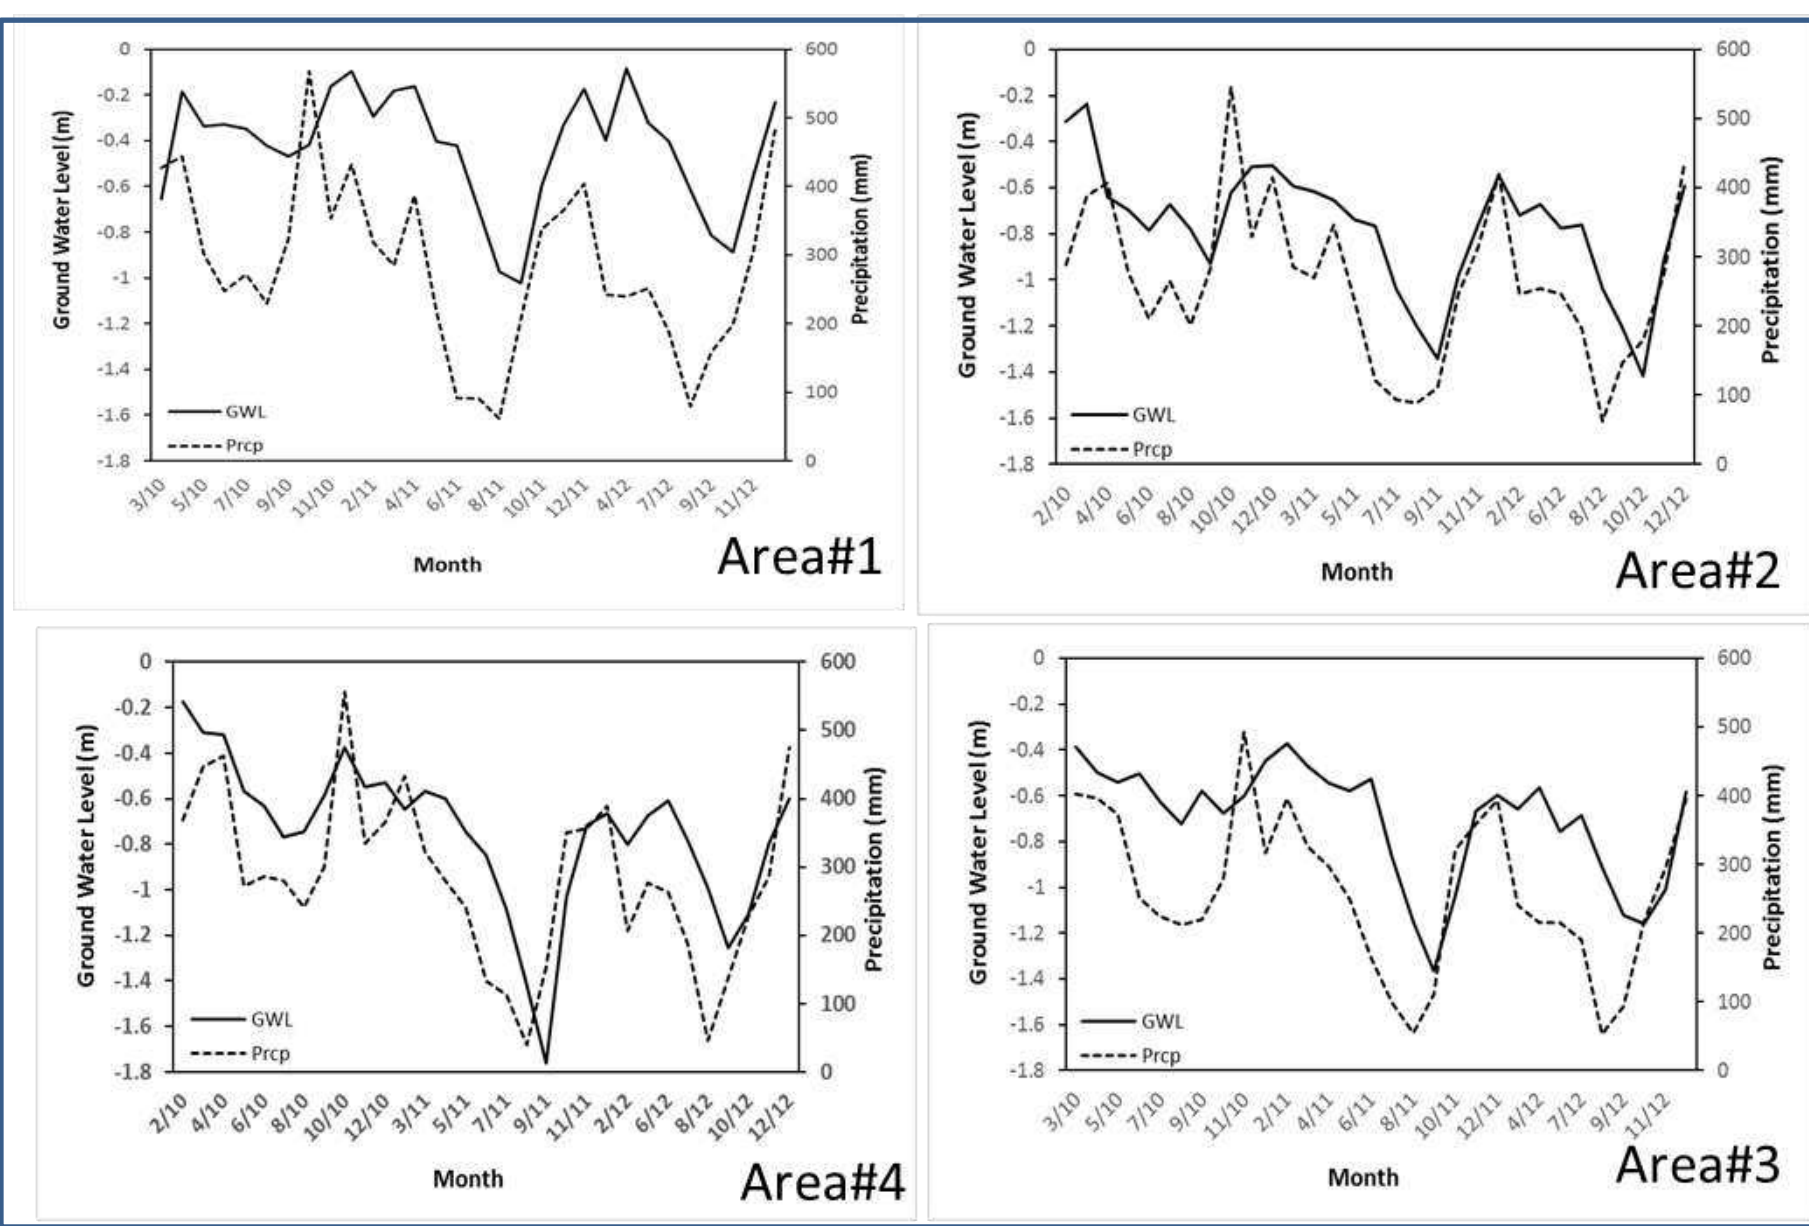 0
-0.2
-0.4
-0.6
-0.8
-1
-1.2
-1.4
-1.6
-1.8
Ground Water Level (m)
600
500
400
300
200
100
0
Precipitation (mm)
GWL
Prcp
3/10 5/10 7/10 9/10 11/10 2/11 4/11 6/11 8/11 10/11 12/11 4/12 7/12 9/12 11/12
Month
Area#1
0
-0.2
-0.4
-0.6
-0.8
-1
-1.2
-1.4
-1.6
-1.8
Ground Water Level (m)
600
500
400
300
200
100
0
Precipitation (mm)
GWL
Prcp
2/10 4/10 6/10 8/10 10/10 12/10 3/11 5/11 7/11 9/11 11/11 2/12 6/12 8/12 10/12 12/12
Month
Area#2
0
-0.2
-0.4
-0.6
-0.8
-1
-1.2
-1.4
-1.6
-1.8
Ground Water Level (m)
600
500
400
300
200
100
0
Precipitation (mm)
GWL
Prcp
2/10 4/10 6/10 8/10 10/10 12/10 3/11 5/11 7/11 9/11 11/11 2/12 6/12 8/12 10/12 12/12
Month
Area#4
0
-0.2
-0.4
-0.6
-0.8
-1
-1.2
-1.4
-1.6
-1.8
Ground Water Level (m)
600
500
400
300
200
100
0
Precipitation (mm)
GWL
Prcp
3/10 5/10 7/10 9/10 11/10 2/11 4/11 6/11 8/11 10/11 12/11 4/12 7/12 9/12 11/12
Month
Area#3